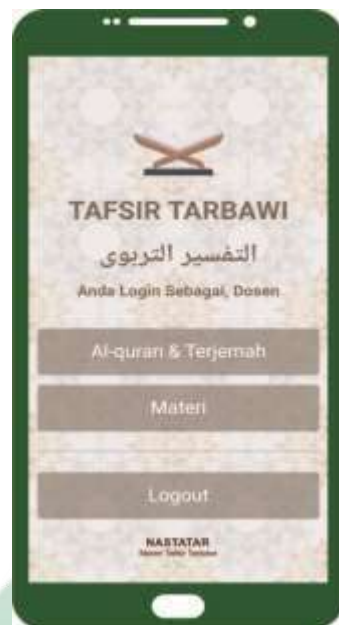 TAFSIR TARBAWI
التفسير التربوى
Anda Login Sebagai, Dosen
Al-quran & Terjemah
Materi
Logout
NASTATAR